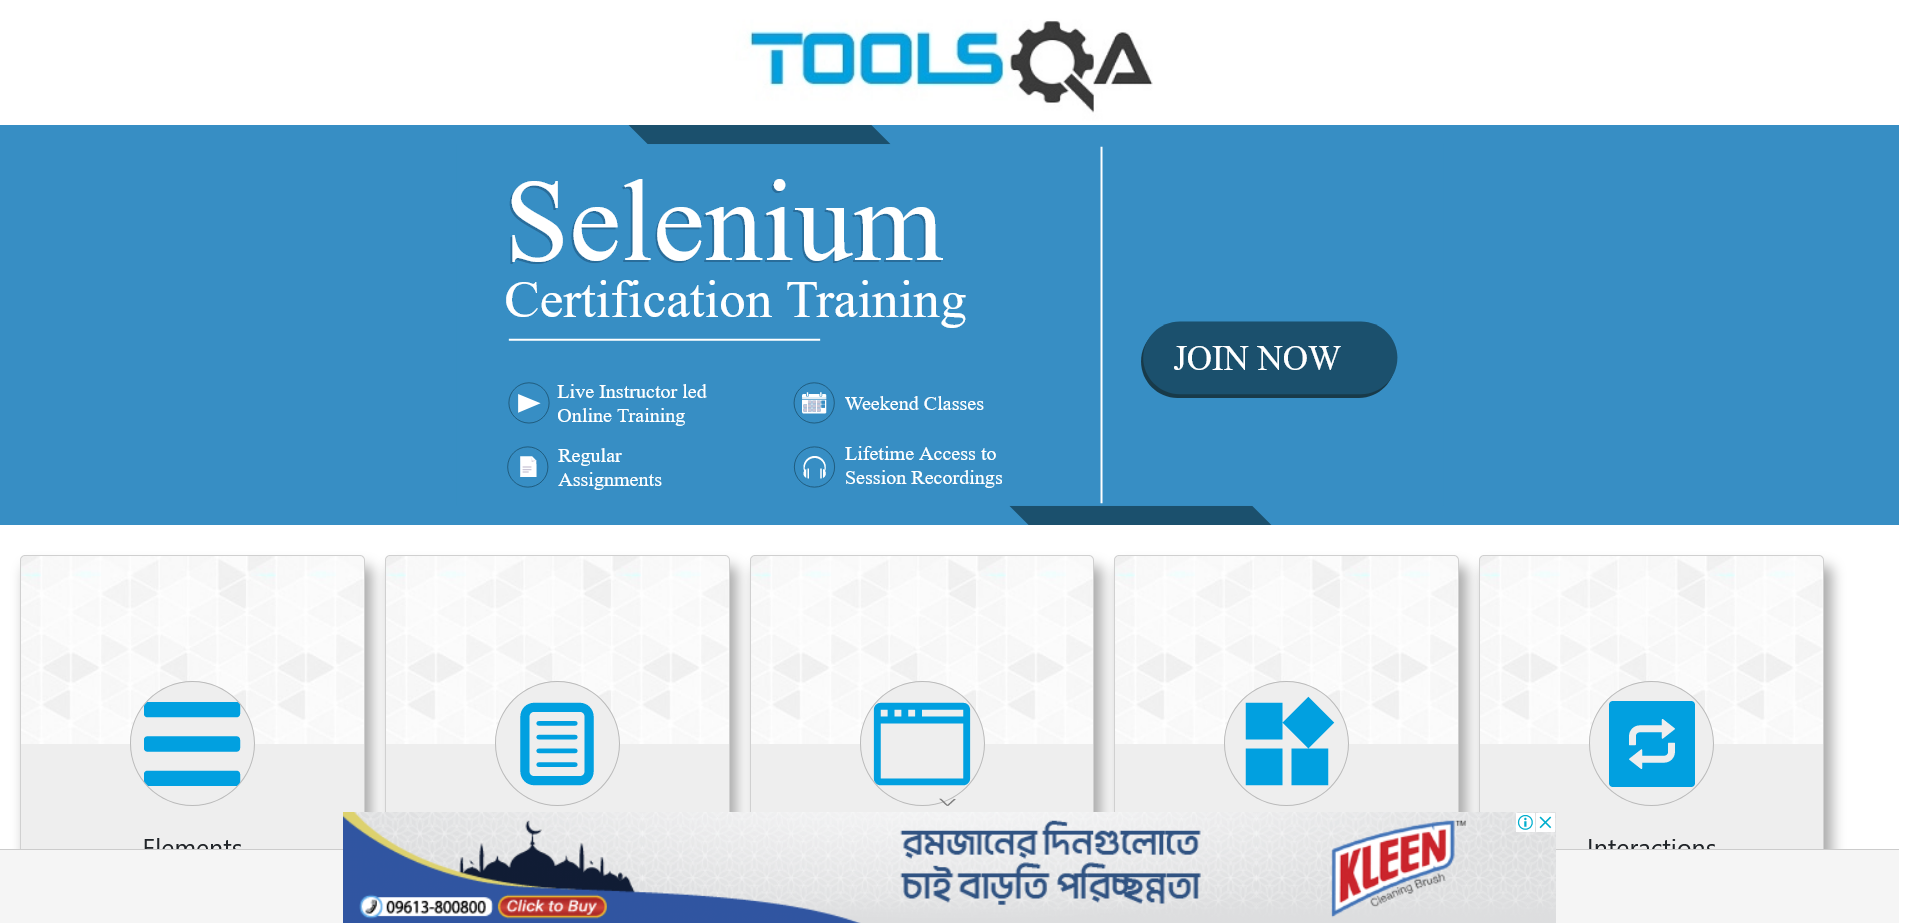 TOOLSQA
Selenium
Certification Training
JOIN NOW
Live Instructor led
Online Training
Weekend Classes
Regular
Assignments
Lifetime Access to
Session Recordings
Elements
Interactions
রমজানের দিনগুলোতে
চাই বাড়তি পরিচ্ছন্নতা
KLEEN™
Cleaning Brush
09613-800800
Click to Buy